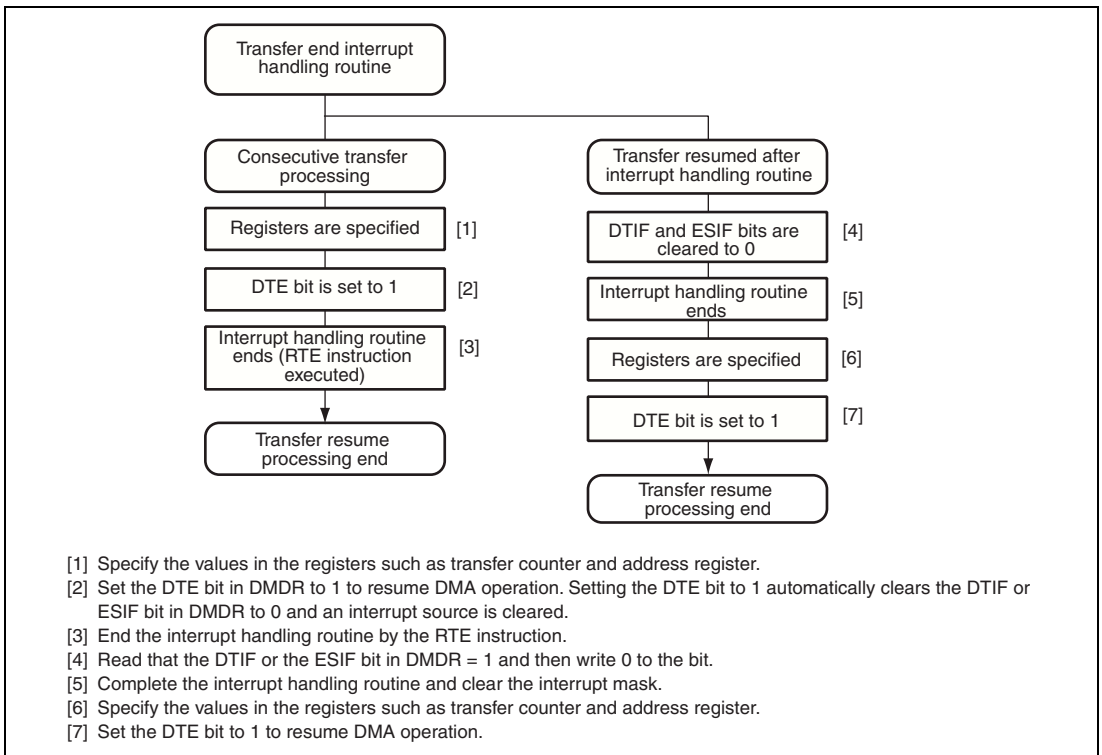 Transfer end interrupt
handling routine
Consecutive transfer
processing
Registers are specified
[1]
DTE bit is set to 1
[2]
Interrupt handling routine
ends (RTE instruction
executed)
[3]
Transfer resume
processing end
Transfer resumed after
interrupt handling routine
DTIF and ESIF bits are
cleared to 0
[4]
Interrupt handling routine
ends
[5]
Registers are specified
[6]
DTE bit is set to 1
[7]
Transfer resume
processing end
[1] Specify the values in the registers such as transfer counter and address register.
[2] Set the DTE bit in DMDR to 1 to resume DMA operation. Setting the DTE bit to 1 automatically clears the DTIF or
ESIF bit in DMDR to 0 and an interrupt source is cleared.
[3] End the interrupt handling routine by the RTE instruction.
[4] Read that the DTIF or the ESIF bit in DMDR = 1 and then write 0 to the bit.
[5] Complete the interrupt handling routine and clear the interrupt mask.
[6] Specify the values in the registers such as transfer counter and address register.
[7] Set the DTE bit to 1 to resume DMA operation.